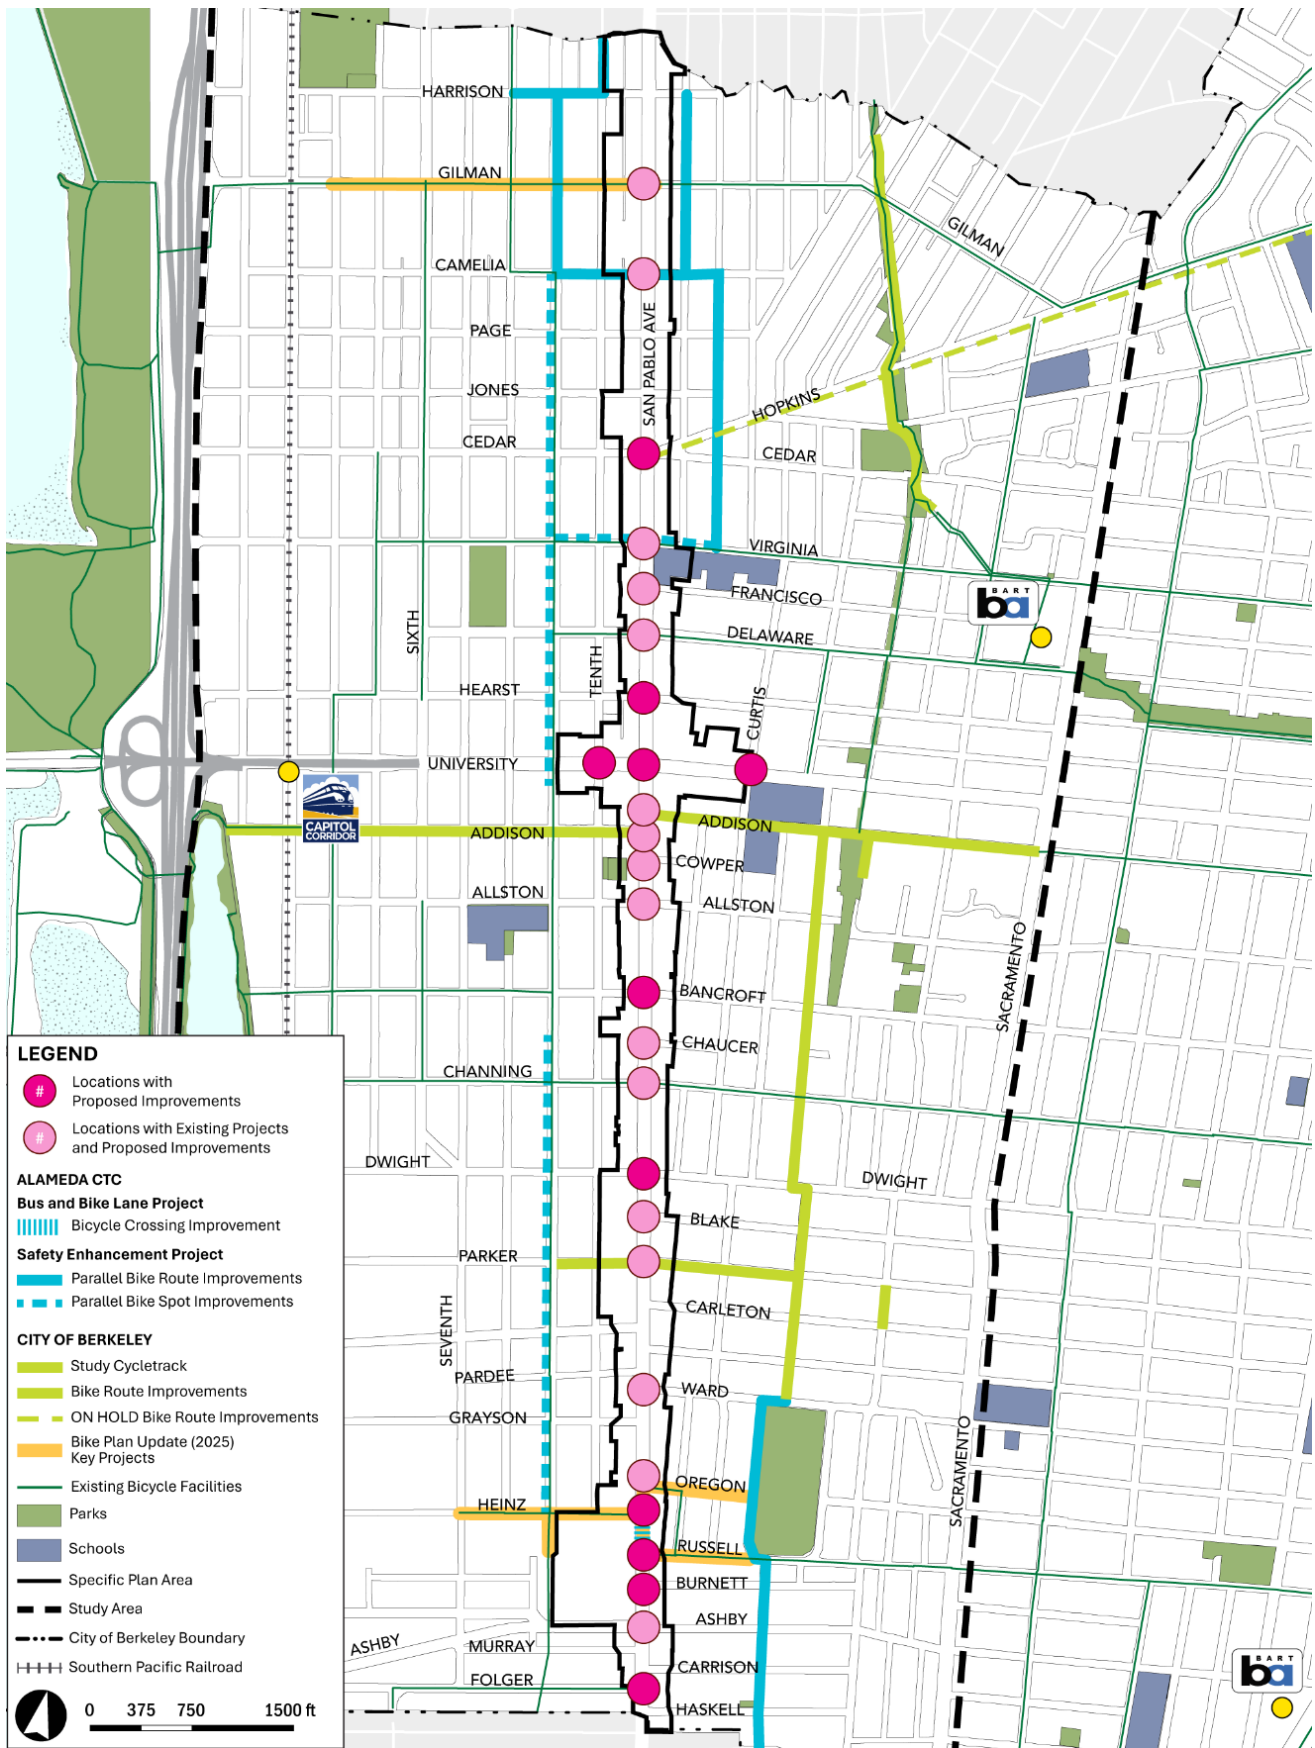 HARRISON
GILMAN
GILMAN
CAMELIA
PAGE
SAN PABLO AVE
JONES
HOPKINS
CEDAR
CEDAR
VIRGINIA
BART
ba
FRANCISCO
SIXTH
DELAWARE
TENTH
HEARST
CURTIS
UNIVERSITY
CAPITOL
CORRIDOR
ADDISON
ADDISON
COWPER
ALLSTON
ALLSTON
SACRAMENTO
BANCROFT
CHAUCER
CHANNING
DWIGHT
DWIGHT
BLAKE
PARKER
CARLETON
SEVENTH
PARDEE
WARD
GRAYSON
SACRAMENTO
OREGON
HEINZ
RUSSELL
BURNETT
ASHBY
ASHBY
MURRAY
CARRISON
FOLGER
HASKELL
BART
ba
LEGEND
# Locations with
Proposed Improvements
# Locations with Existing Projects
and Proposed Improvements
ALAMEDA CTC
Bus and Bike Lane Project
Bicycle Crossing Improvement
Safety Enhancement Project
Parallel Bike Route Improvements
Parallel Bike Spot Improvements
CITY OF BERKELEY
Study Cycletrack
Bike Route Improvements
ON HOLD Bike Route Improvements
Bike Plan Update (2025)
Key Projects
Existing Bicycle Facilities
Parks
Schools
Specific Plan Area
Study Area
City of Berkeley Boundary
Southern Pacific Railroad
0 375 750 1500 ft